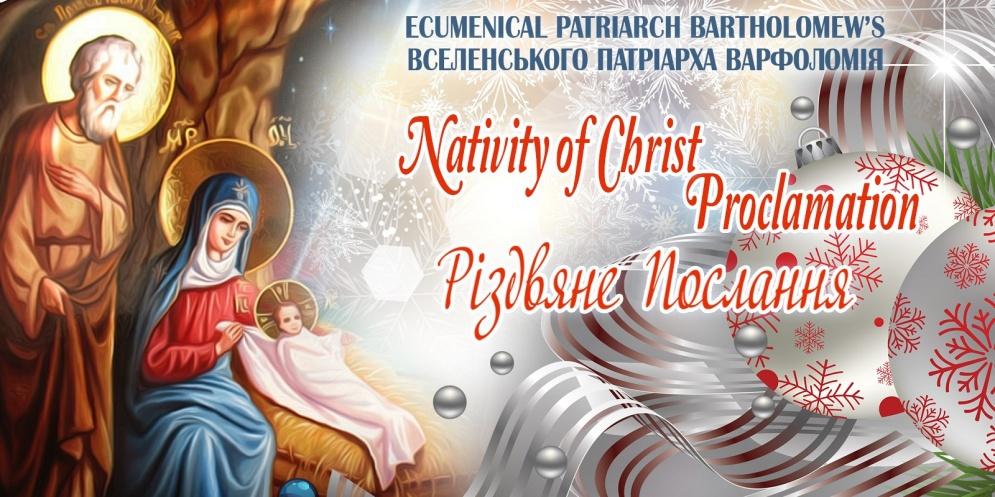 ECUMENICAL PATRIARCH BARTHOLOMEW'S
ВСЕЛЕНСЬКОГО ПАТРІАРХА ВАРФОЛОМІЯ
Nativity of Christ
Proclamation
Різдвяне Послання